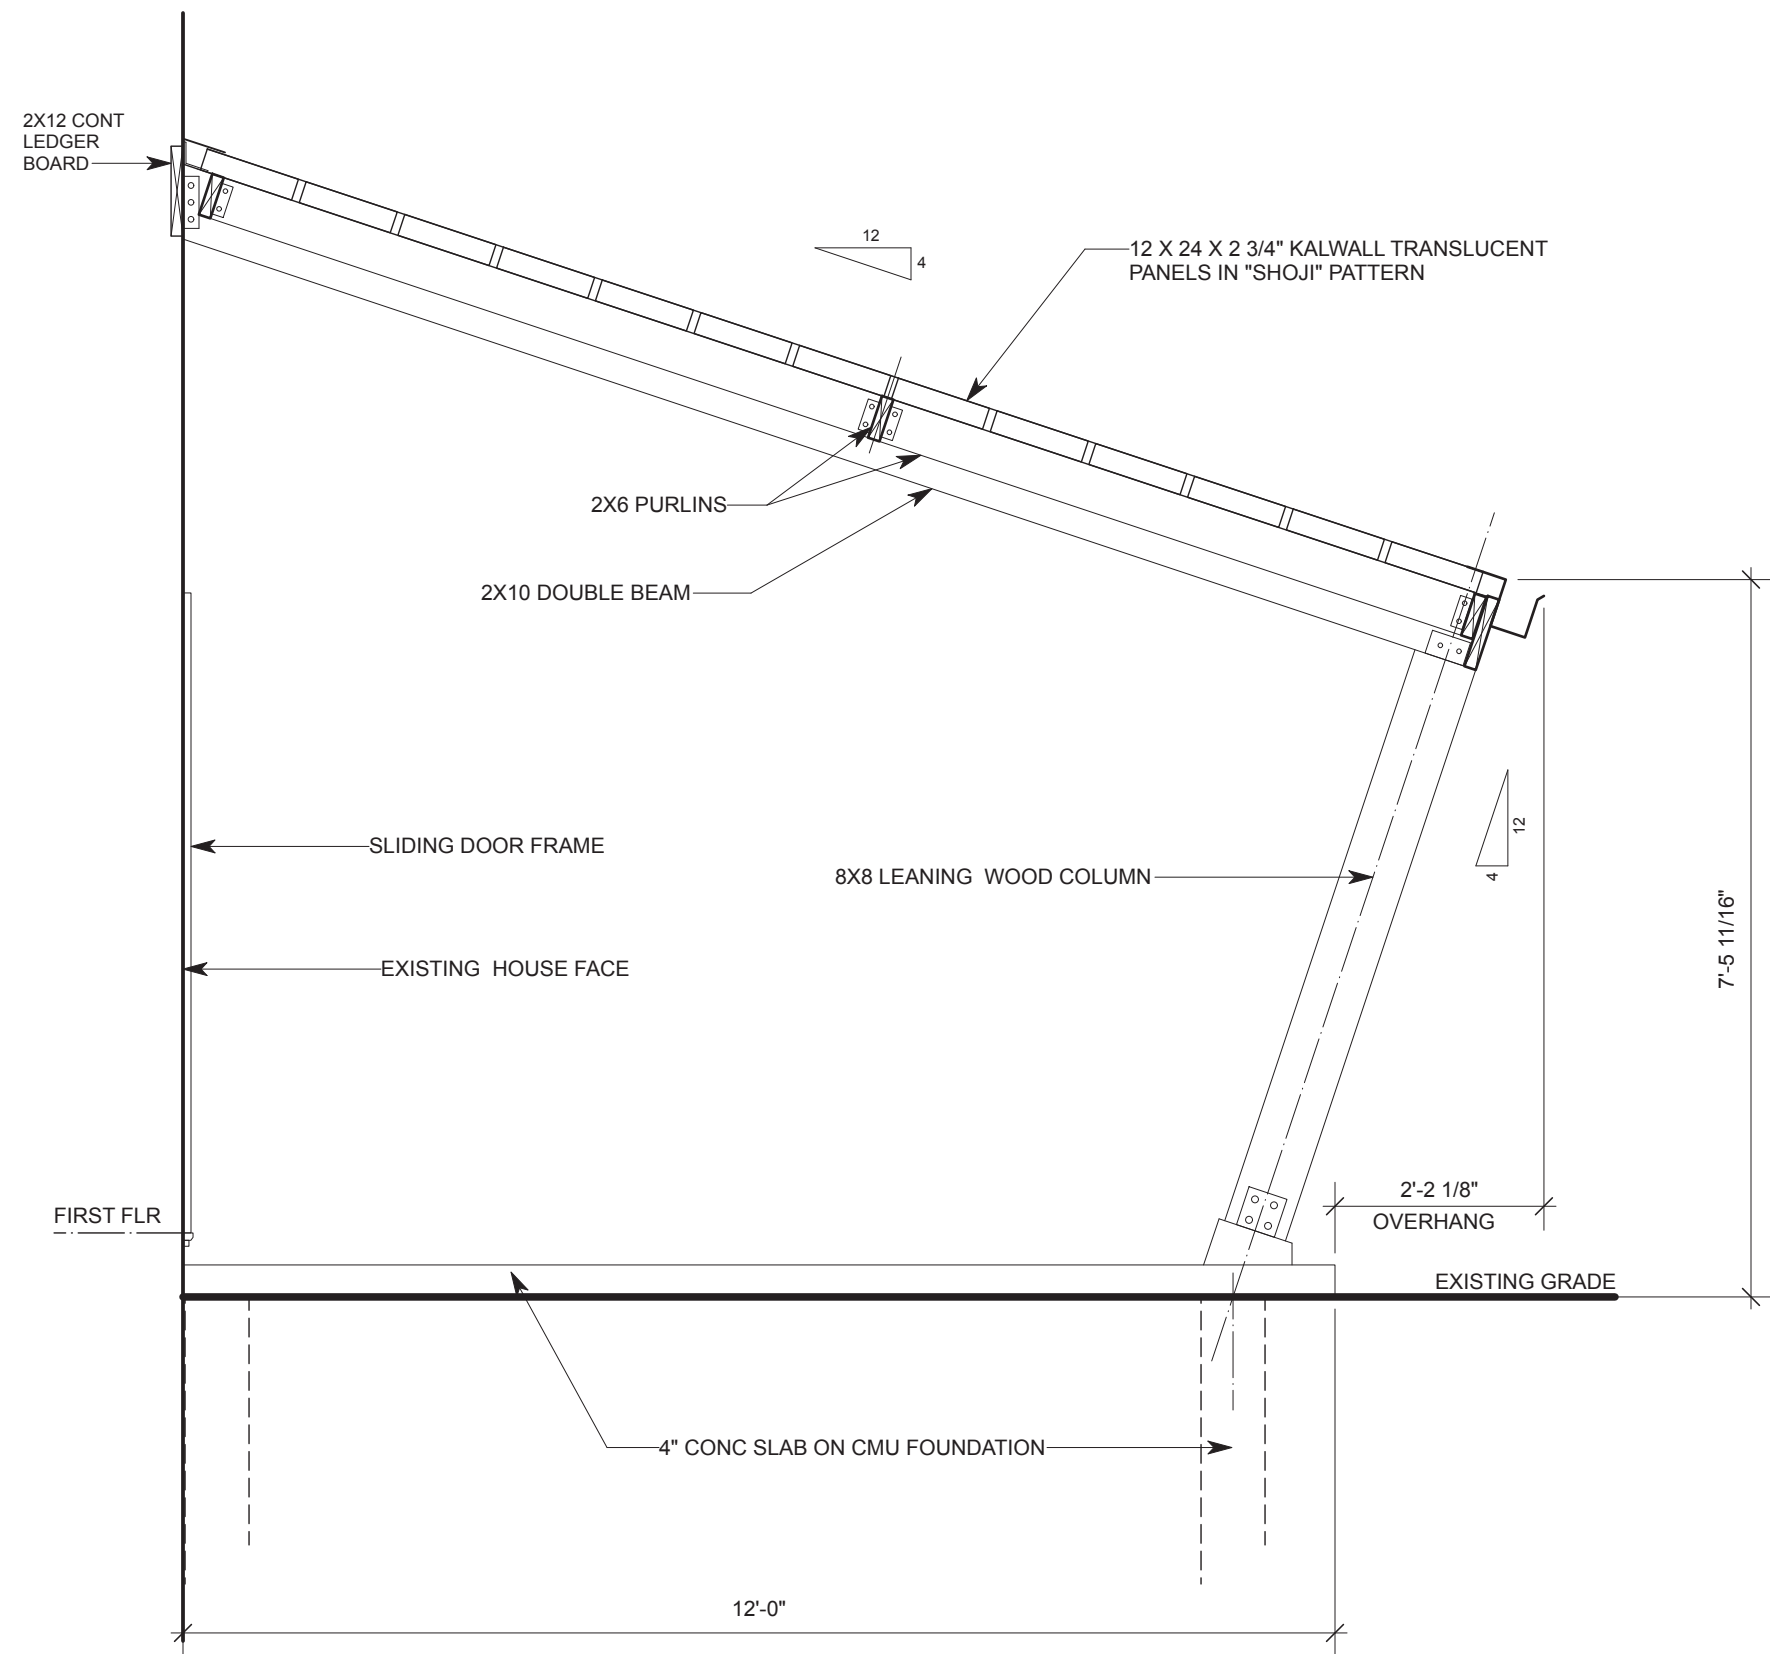 2X12 CONT
LEDGER
BOARD
12
4
12 X 24 X 2 3/4" KALWALL TRANSLUCENT
PANELS IN "SHOJI" PATTERN
2X6 PURLINS
2X10 DOUBLE BEAM
SLIDING DOOR FRAME
12
4
8X8 LEANING WOOD COLUMN
7'-5 11/16"
EXISTING HOUSE FACE
2'-2 1/8"
OVERHANG
FIRST FLR
EXISTING GRADE
4" CONC SLAB ON CMU FOUNDATION
12'-0"